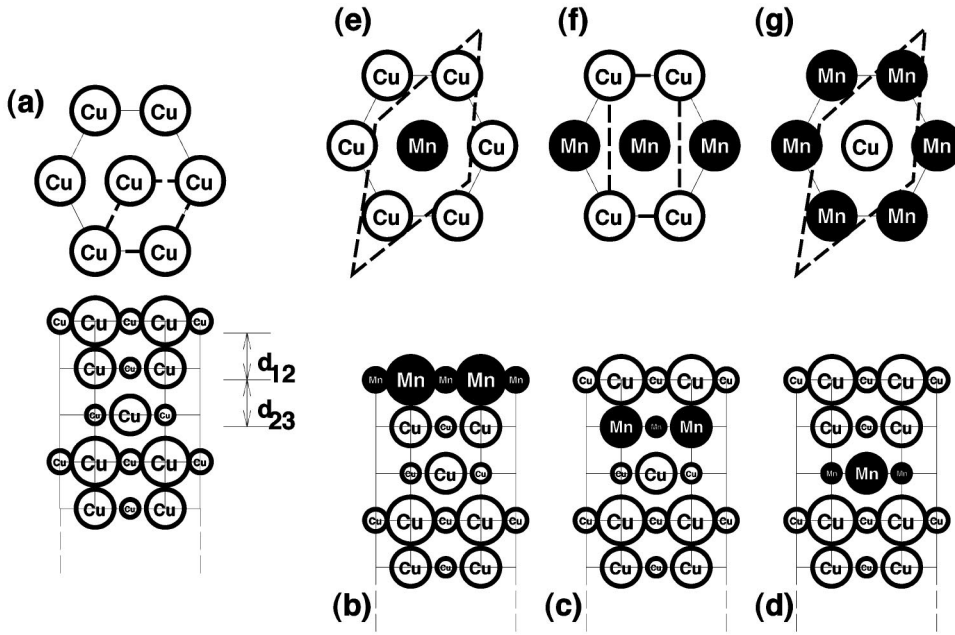 (e) (f) (g)
Cu Cu Cu Cu Mn Mn
(a)
Cu Cu
Cu Mn Cu Mn Mn Mn Mn Cu Mn
Cu Cu Cu
Cu Cu Cu Cu Mn Mn
Cu Cu
Cu Cu Cu Cu Cu
d12
Cu Cu Cu
Mn Mn Mn Mn Mn Cu Cu Cu Cu Cu Cu Cu Cu Cu Cu
d23
Cu Cu Cu
Cu Cu Cu Mn Mn Mn Cu Cu Cu
Cu Cu Cu Cu Cu
Cu Cu Cu Cu Cu Cu Mn Mn Mn
Cu Cu Cu
Cu Cu Cu Cu Cu Cu Cu Cu Cu Cu Cu Cu Cu Cu Cu
Cu Cu Cu Cu Cu Cu Cu Cu Cu
(b) (c) (d)